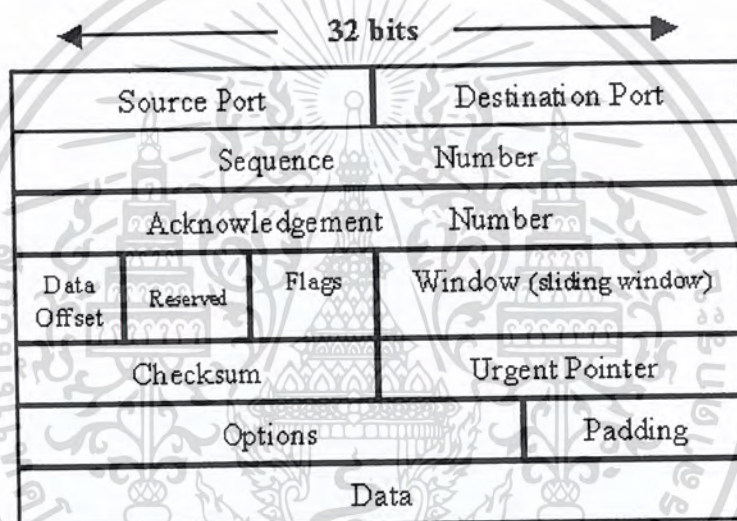 32 bits
Source Port Destination Port
Sequence Number
Acknowledgement Number
Data Offset Reserved Flags Window (sliding window)
Checksum Urgent Pointer
Options Padding
Data